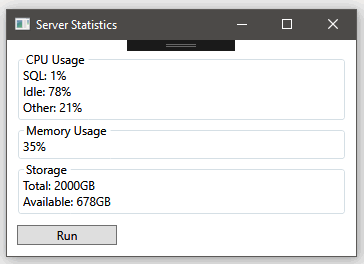 Server Statistics
CPU Usage
SQL: 1%
Idle: 78%
Other: 21%
Memory Usage
35%
Storage
Total: 2000GB
Available: 678GB
Run